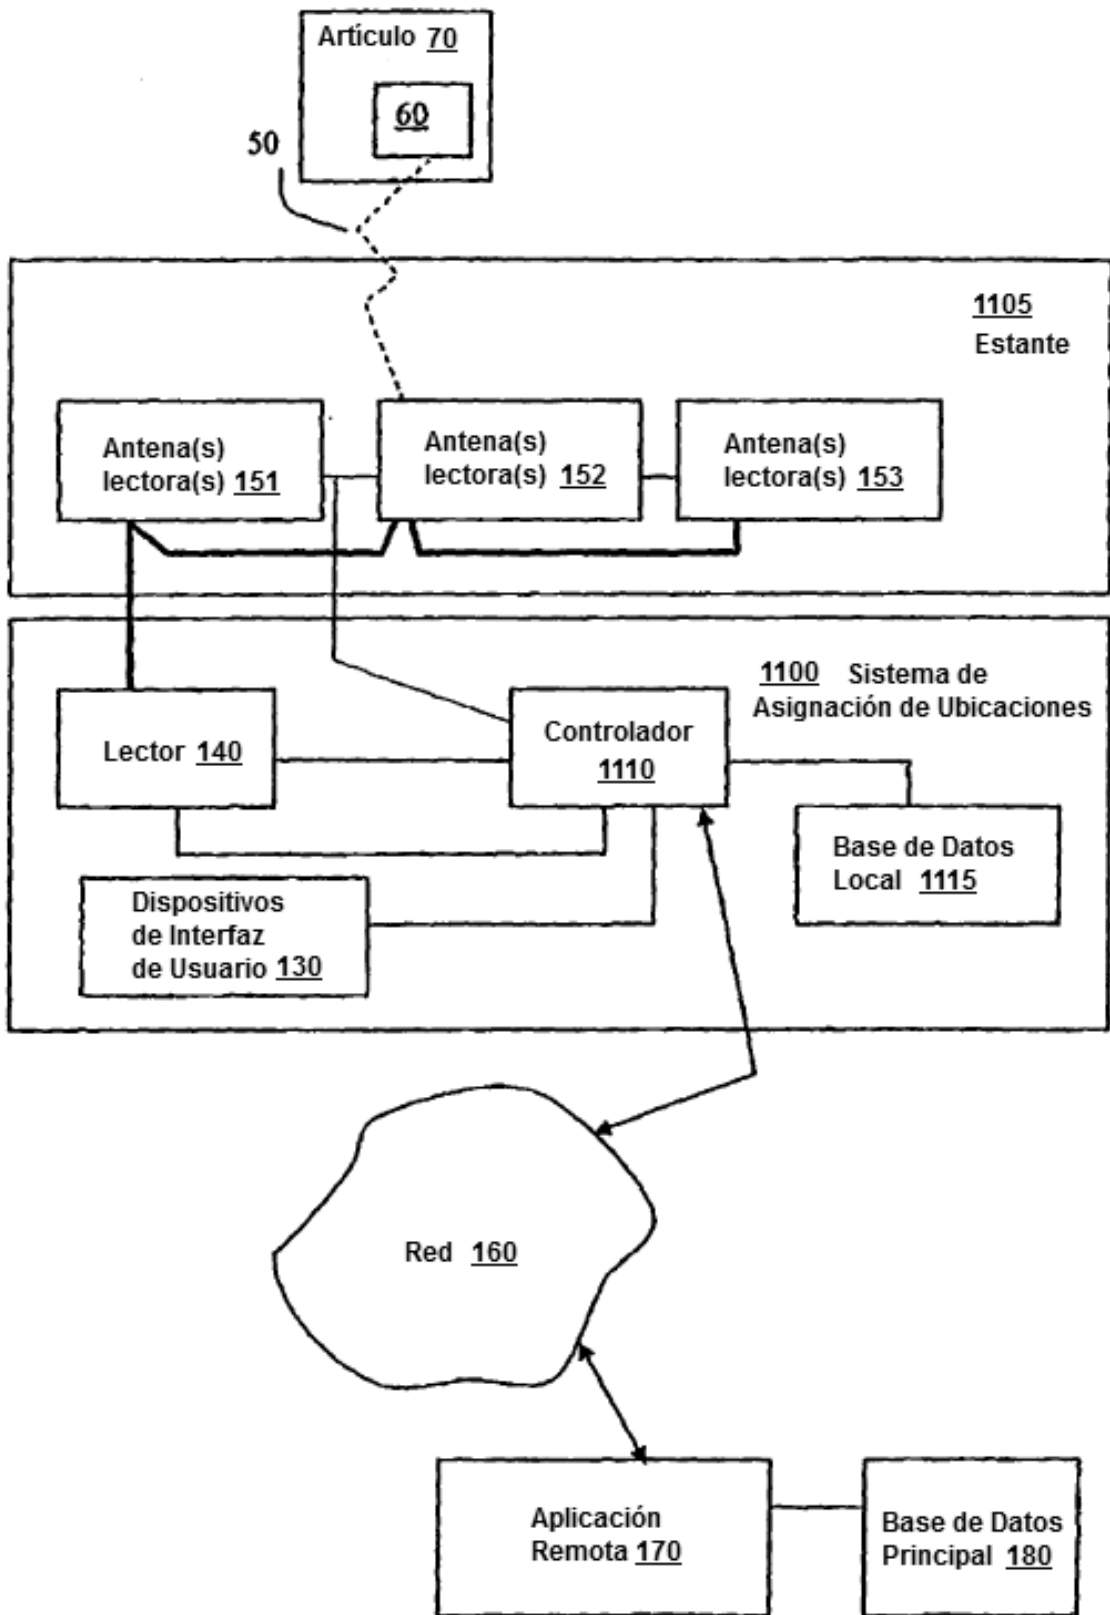 Artículo 70
60
50
1105
Estante
Antena(s)
lectora(s) 151
Antena(s)
lectora(s) 152
Antena(s)
lectora(s) 153
1100 Sistema de
Asignación de Ubicaciones
Lector 140
Controlador
1110
Base de Datos
Local 1115
Dispositivos
de Interfaz
de Usuario 130
Red 160
Aplicación
Remota 170
Base de Datos
Principal 180